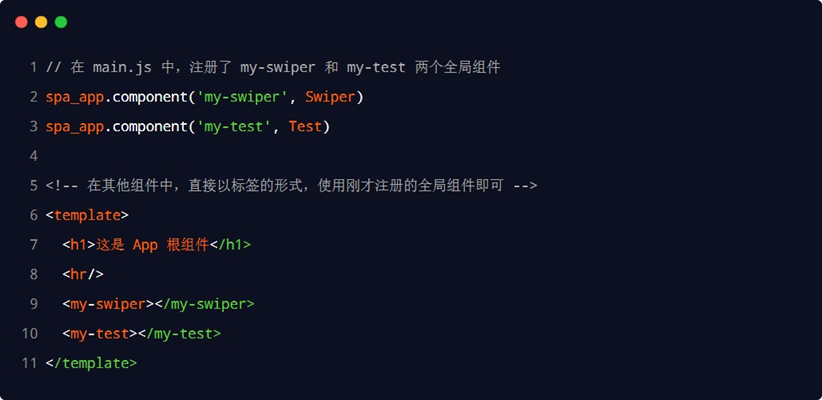 1 // 在 main.js 中，注册了 my-swiper 和 my-test 两个全局组件
2 spa_app.component('my-swiper', Swiper)
3 spa_app.component('my-test', Test)
4
5 <!-- 在其他组件中，直接以标签的形式，使用刚才注册的全局组件即可 -->
6 <template>
7   <h1>这是 App 根组件</h1>
8   <hr/>
9   <my-swiper></my-swiper>
10   <my-test></my-test>
11 </template>